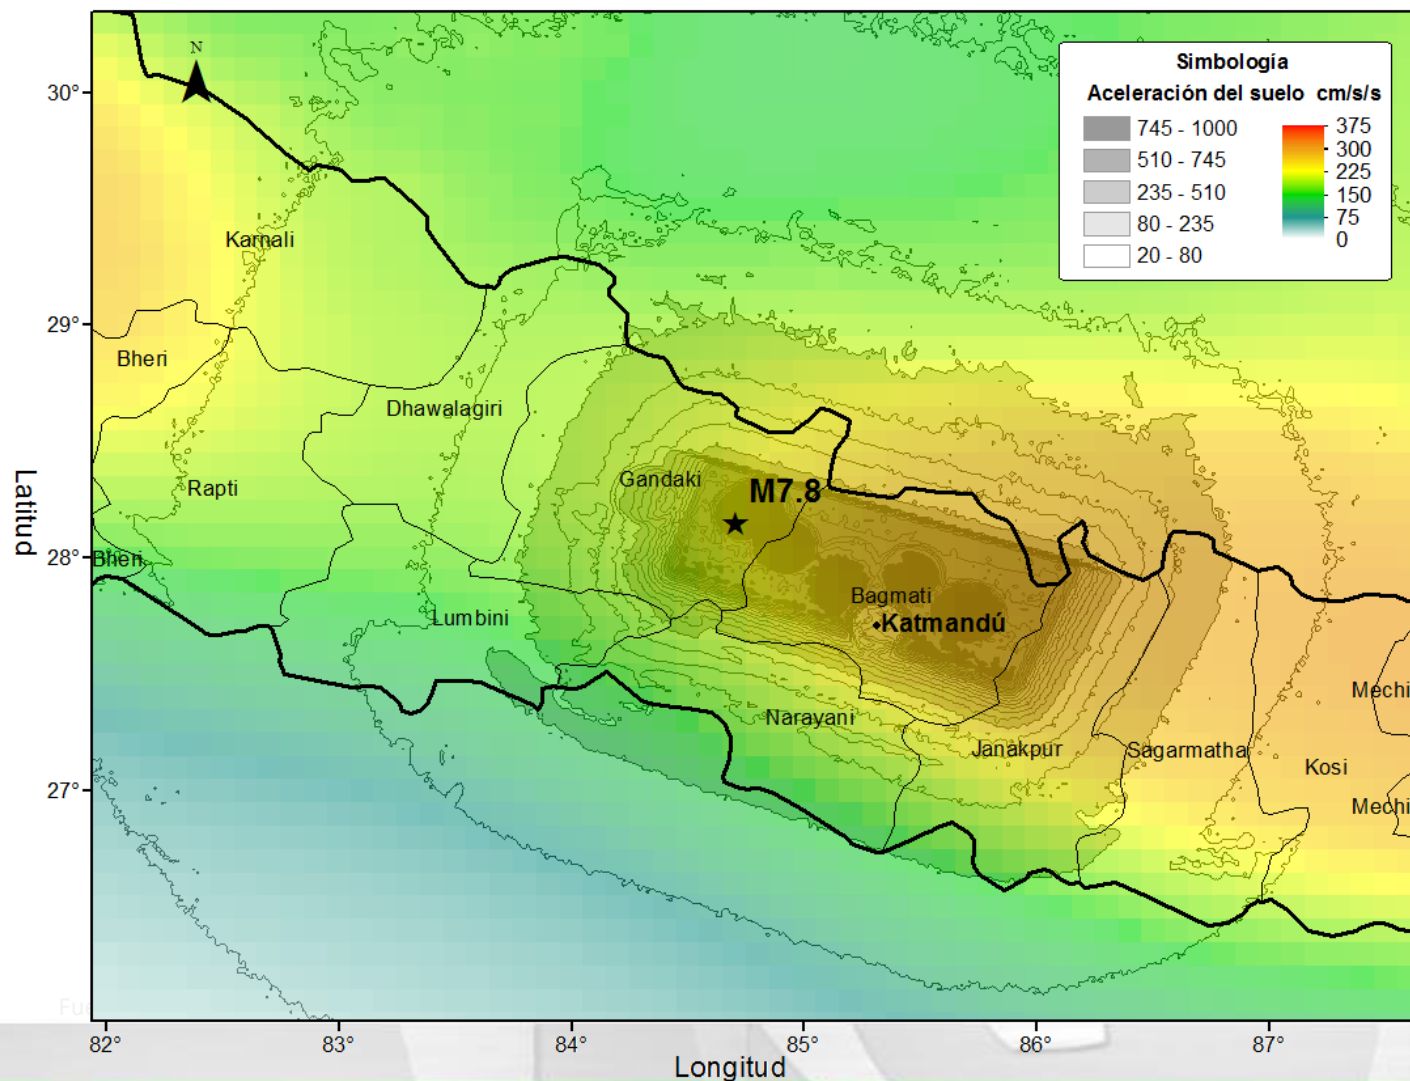 N
Simbología
Aceleración del suelo cm/s/s
745 - 1000
510 - 745
235 - 510
80 - 235
20 - 80
375
300
225
150
75
0
30°
29°
28°
27°
Latitud
Karnali
Bheri
Dhawalagiri
Rapti
Gandaki
M7.8
Bheri
Bagmati
Katmandú
Lumbini
Narayani
Janakpur
Sagarmatha
Mechi
Kosi
Mechi
82°
83°
84°
85°
86°
87°
Longitud